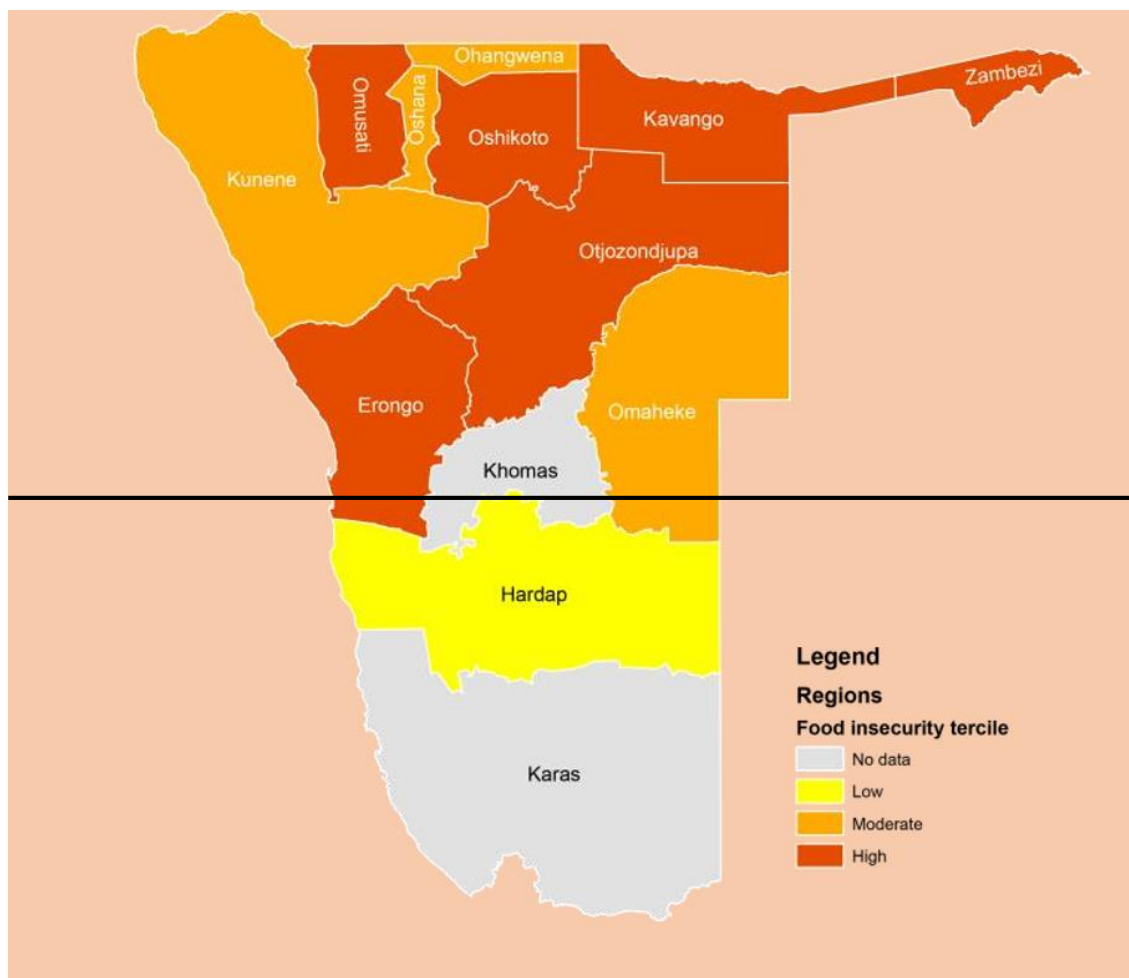 Ohangwena
Zambezi
Omusati
Oshana
Oshikoto
Kavango
Kunene
Otjozondjupa
Erongo
Omaheke
Khomas
Hardap
Karas
Legend
Regions
Food insecurity tercile
No data
Low
Moderate
High